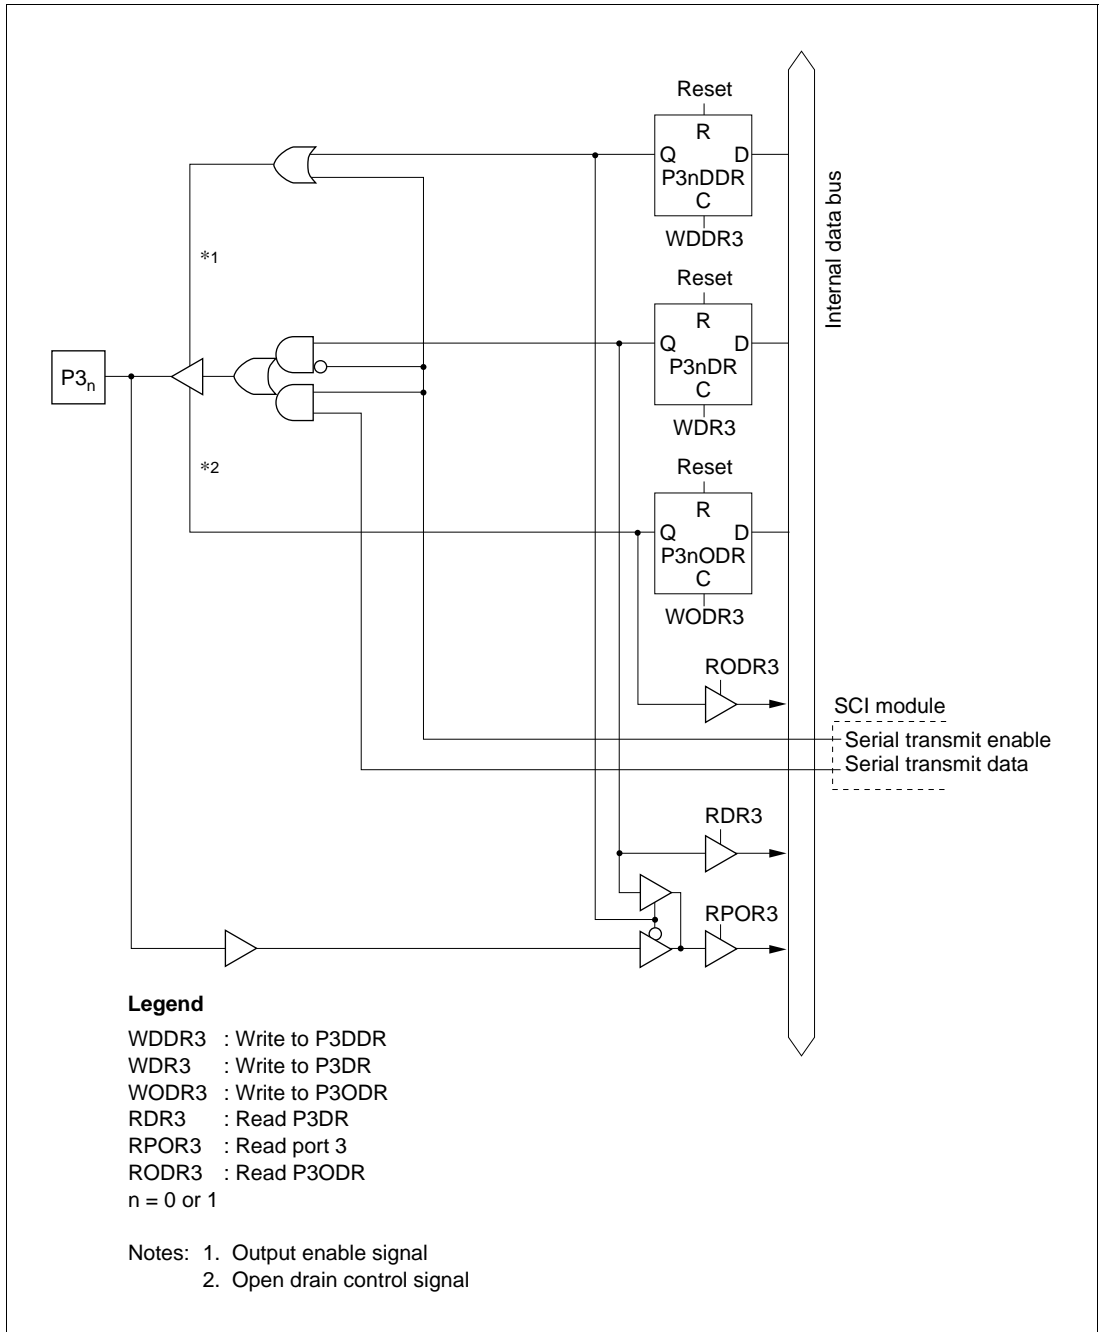 Reset
R
Q D
P3nDDR
C
WDDR3
Internal data bus
*1
Reset
R
Q D
P3nDR
C
WDR3
P3n
*2
Reset
R
Q D
P3nODR
C
WODR3
RODR3
SCI module
Serial transmit enable
Serial transmit data
RDR3
RPOR3
Legend
WDDR3 : Write to P3DDR
WDR3 : Write to P3DR
WODR3 : Write to P3ODR
RDR3 : Read P3DR
RPOR3 : Read port 3
RODR3 : Read P3ODR
n = 0 or 1
Notes: 1. Output enable signal
2. Open drain control signal